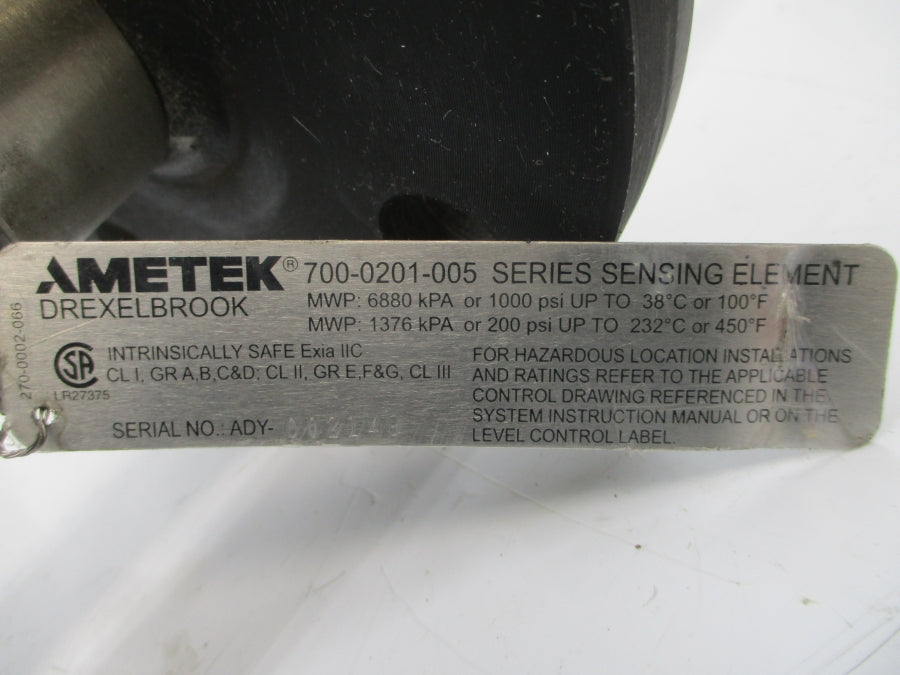 AMETEK® 700-0201-005 SERIES SENSING ELEMENT
DREXELBROOK
MWP: 6880 kPA or 1000 psi UP TO 38°C or 100°F
MWP: 1376 kPA or 200 psi UP TO 232°C or 450°F
270-0002-066
SA
INTRINSICALLY SAFE Exia IIC
CL I, GR A,B,C&D; CL II, GR E,F&G, CL III
LR27375
SERIAL NO.: ADY-
FOR HAZARDOUS LOCATION INSTALLATIONS
AND RATINGS REFER TO THE APPLICABLE
CONTROL DRAWING REFERENCED IN THE
SYSTEM INSTRUCTION MANUAL OR ON THE
LEVEL CONTROL LABEL.